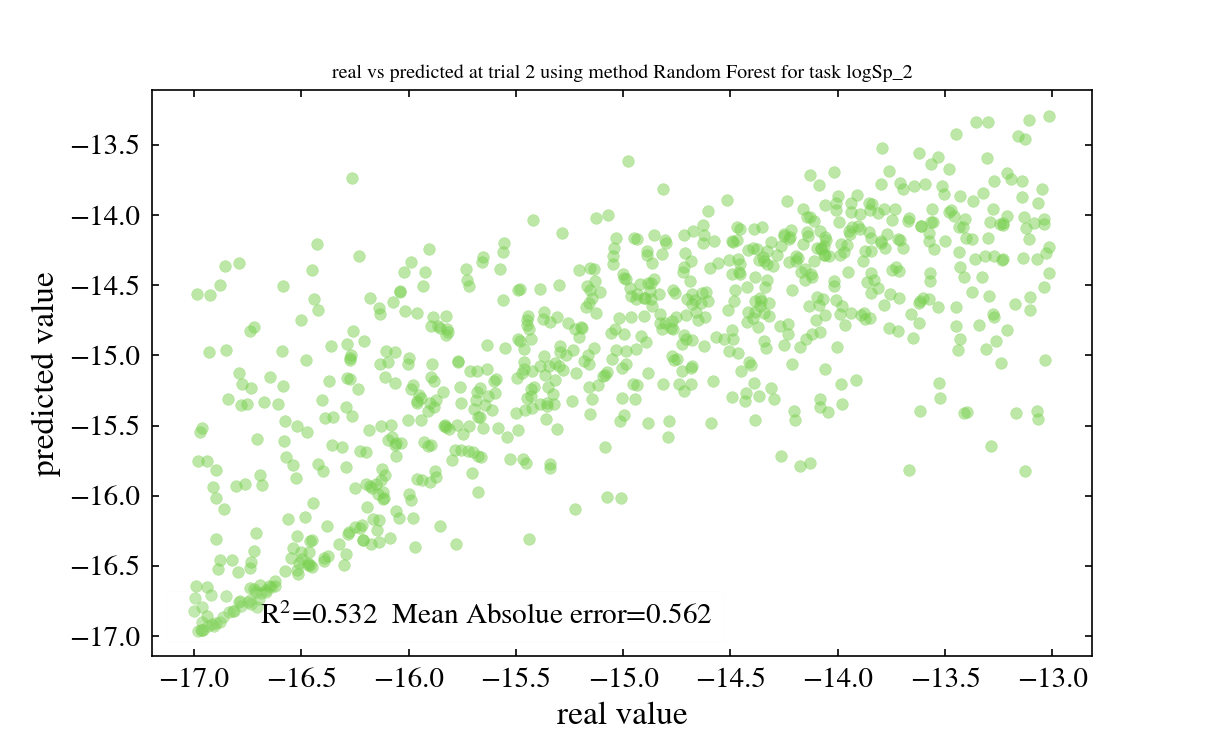 real vs predicted at trial 2 using method Random Forest for task logSp_2
predicted value
−13.5
−14.0
−14.5
−15.0
−15.5
−16.0
−16.5
−17.0
R²=0.532 Mean Absolue error=0.562
−17.0 −16.5 −16.0 −15.5 −15.0 −14.5 −14.0 −13.5 −13.0
real value